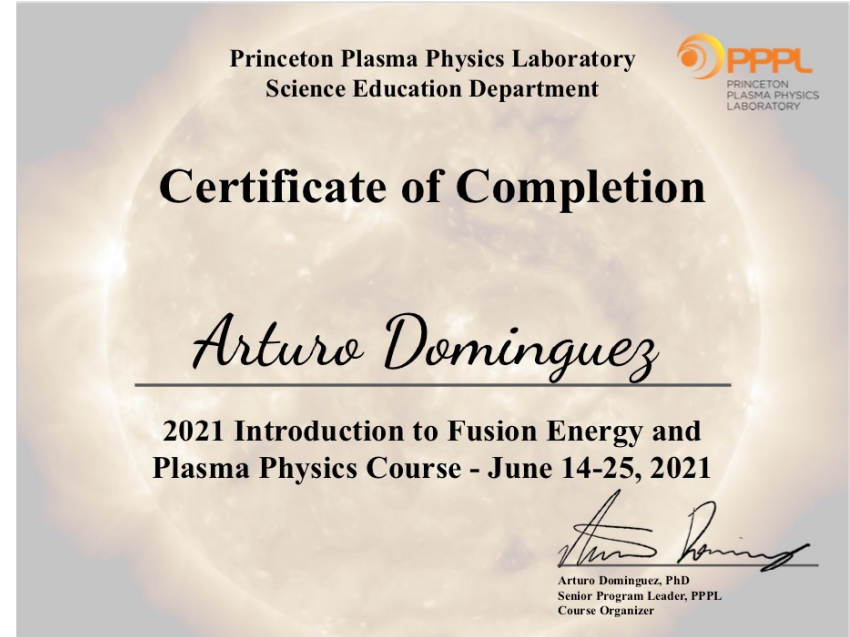 Princeton Plasma Physics Laboratory
Science Education Department
PPPL
PRINCETON
PLASMA PHYSICS
LABORATORY
Certificate of Completion
Arturo Dominguez
2021 Introduction to Fusion Energy and
Plasma Physics Course - June 14-25, 2021
Arturo Dominguez, PhD
Senior Program Leader, PPPL
Course Organizer